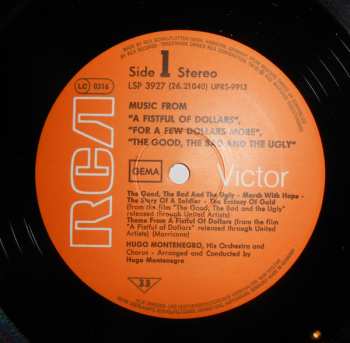 Side 1 Stereo
LSP 3927 (26.21040) UPRS-9913
LC 0316
MUSIC FROM
"A FISTFUL OF DOLLARS",
"FOR A FEW DOLLARS MORE",
"THE GOOD, THE BAD AND THE UGLY"
GEMA
RCA
Victor
The Good, The Bad And The Ugly - March With Hope -
The Story Of A Soldier - The Ecstasy Of Gold
(from the film "The Good, The Bad and the Ugly"
released through United Artists)
Theme From A Fistful Of Dollars (from the film
"A Fistful of Dollars" released through United
Artists) (Morricone)
HUGO MONTENEGRO, His Orchestra and
Chorus - Arranged and Conducted by
Hugo Montenegro
33